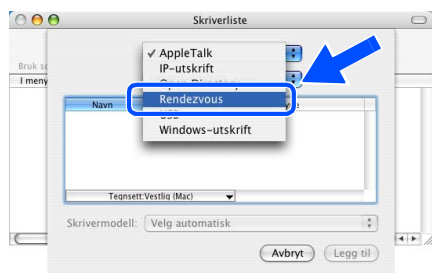 Skriverliste
AppleTalk
IP-utskrift
Bruk
I meny
Rendezvous
Navn
USB
Windows-utskrift
Tegnsett:Vestlig (Mac)
Skrivermodell: Velg automatisk
Avbryt Legg til